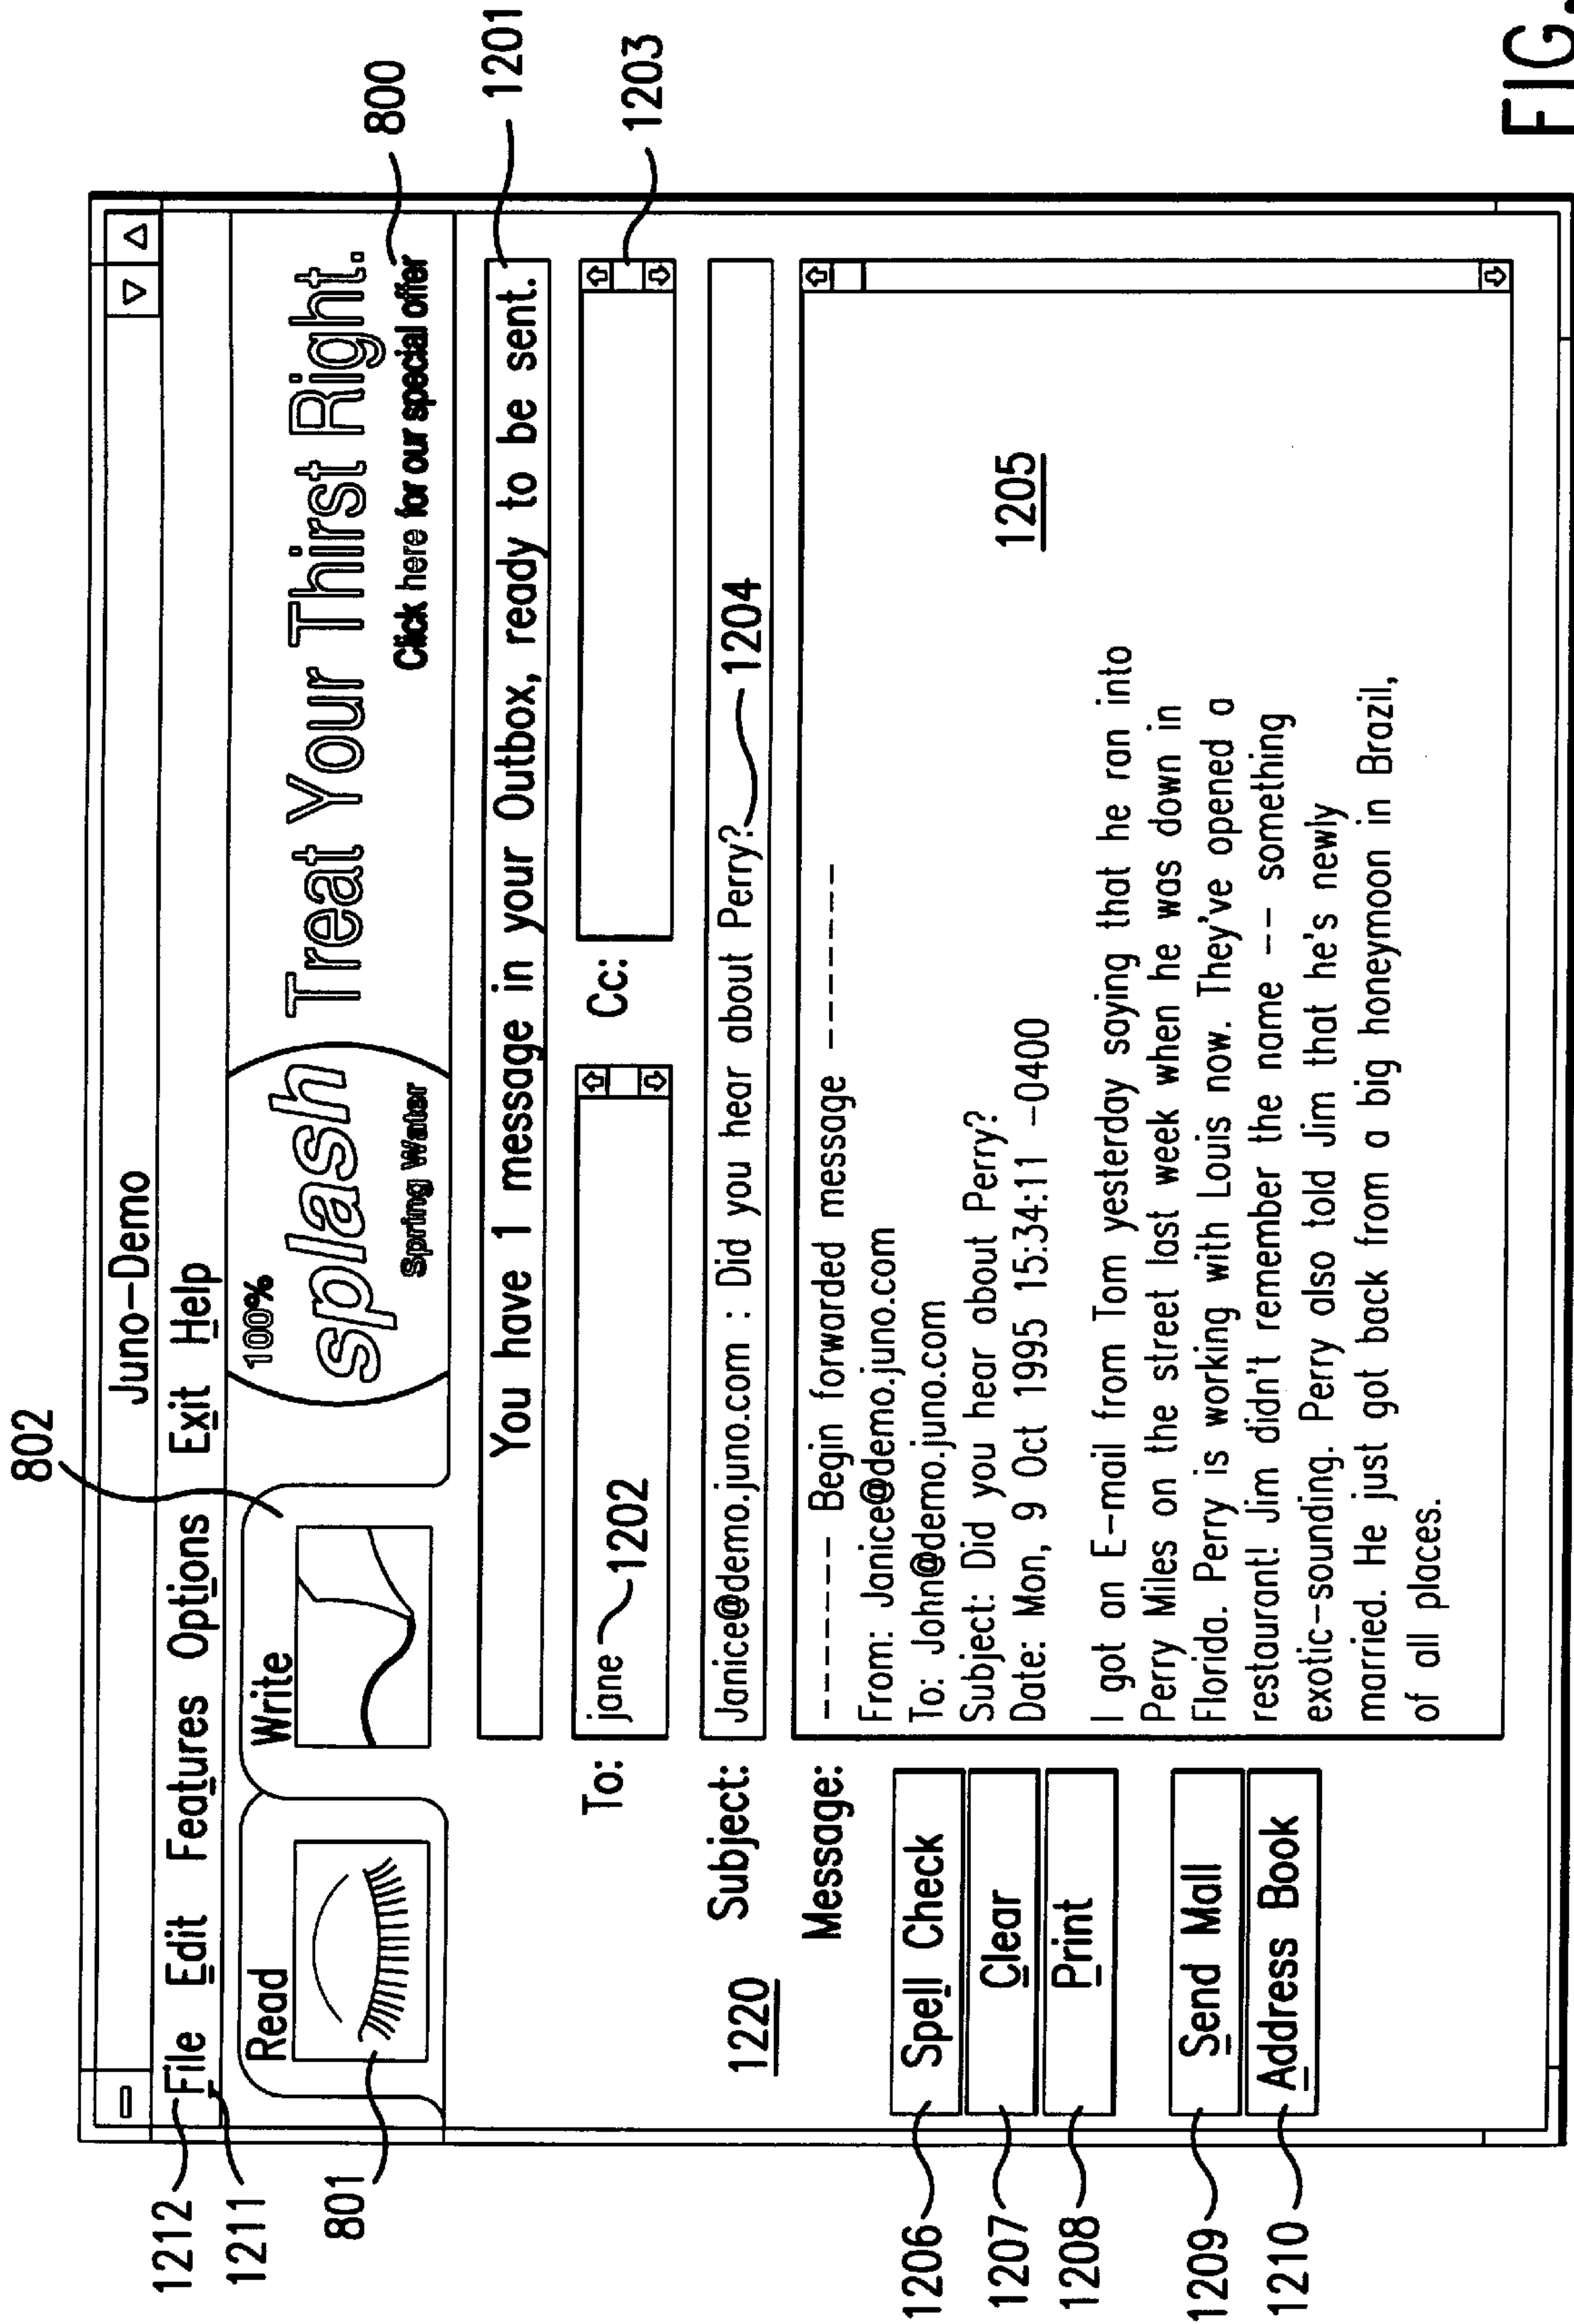 802
Juno-Demo
1212 File Edit Features Options Exit Help
1211
Read
Write
801
100%
splash
Spring Water
Treat Your Thirst Right.
Click here for our special offer
800
You have 1 message in your Outbox, ready to be sent.
1201
To: jane 1202
Cc:
1203
Subject: Janice@demo.juno.com : Did you hear about Perry? 1204
1220
Message:
------ Begin forwarded message -------
From: Janice@demo.juno.com
To: John@demo.juno.com
Subject: Did you hear about Perry?
Date: Mon, 9 Oct 1995 15:34:11 -0400
1205
I got an E-mail from Tom yesterday saying that he ran into
Perry Miles on the street last week when he was down in
Florida. Perry is working with Louis now. They've opened a
restaurant! Jim didn't remember the name -- something
exotic-sounding. Perry also told Jim that he's newly
married. He just got back from a big honeymoon in Brazil,
of all places.
1206 Spell Check
1207 Clear
1208 Print
1209 Send Mail
1210 Address Book
FIG.